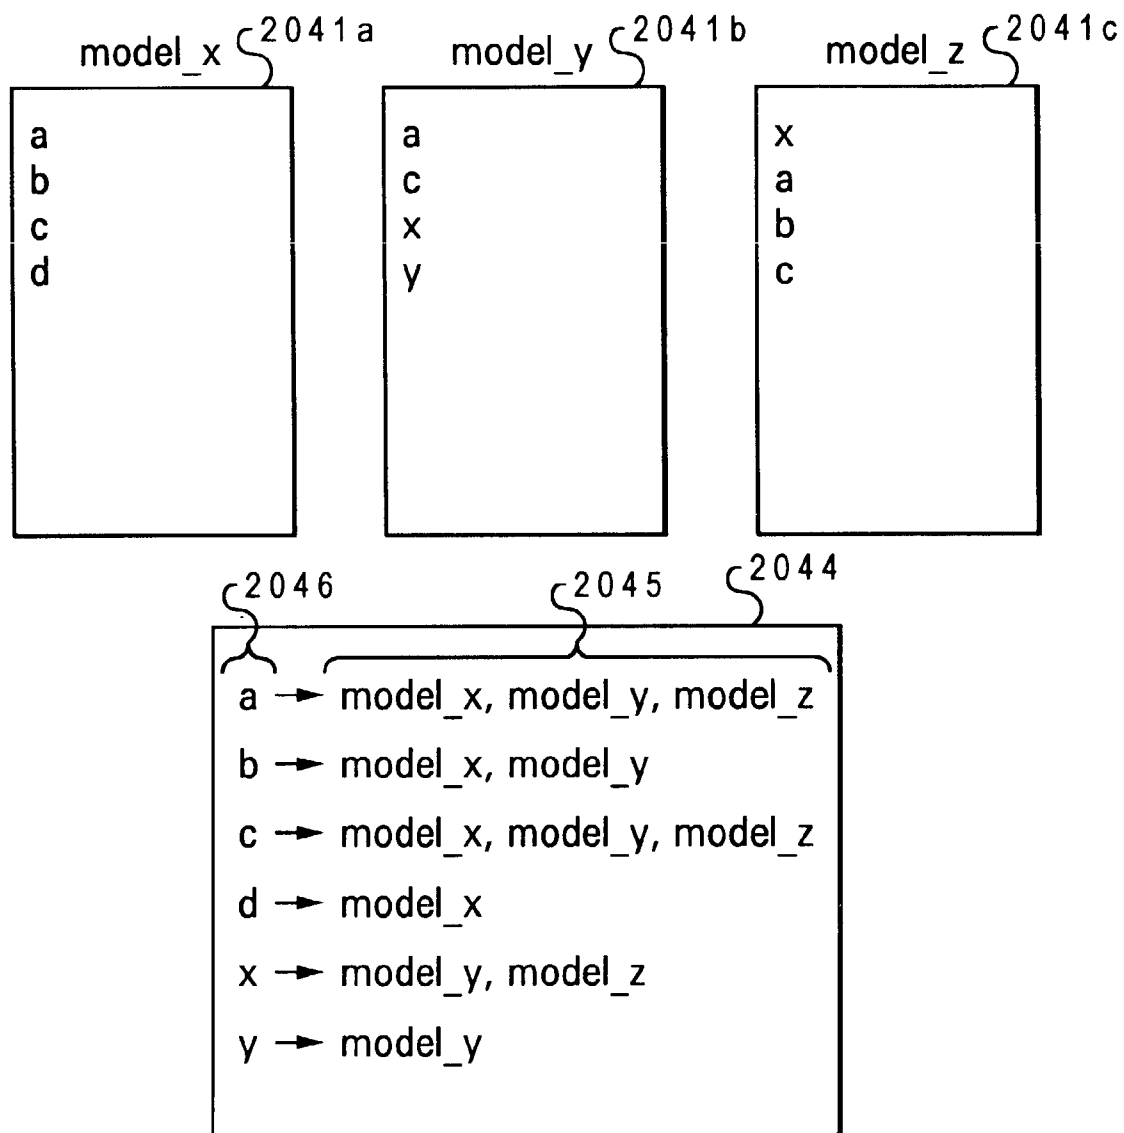 model_x 2041a
model_y 2041b
model_z 2041c
a
b
c
d
a
c
x
y
x
a
b
c
2046
2045
2044
a → model_x, model_y, model_z
b → model_x, model_y
c → model_x, model_y, model_z
d → model_x
x → model_y, model_z
y → model_y